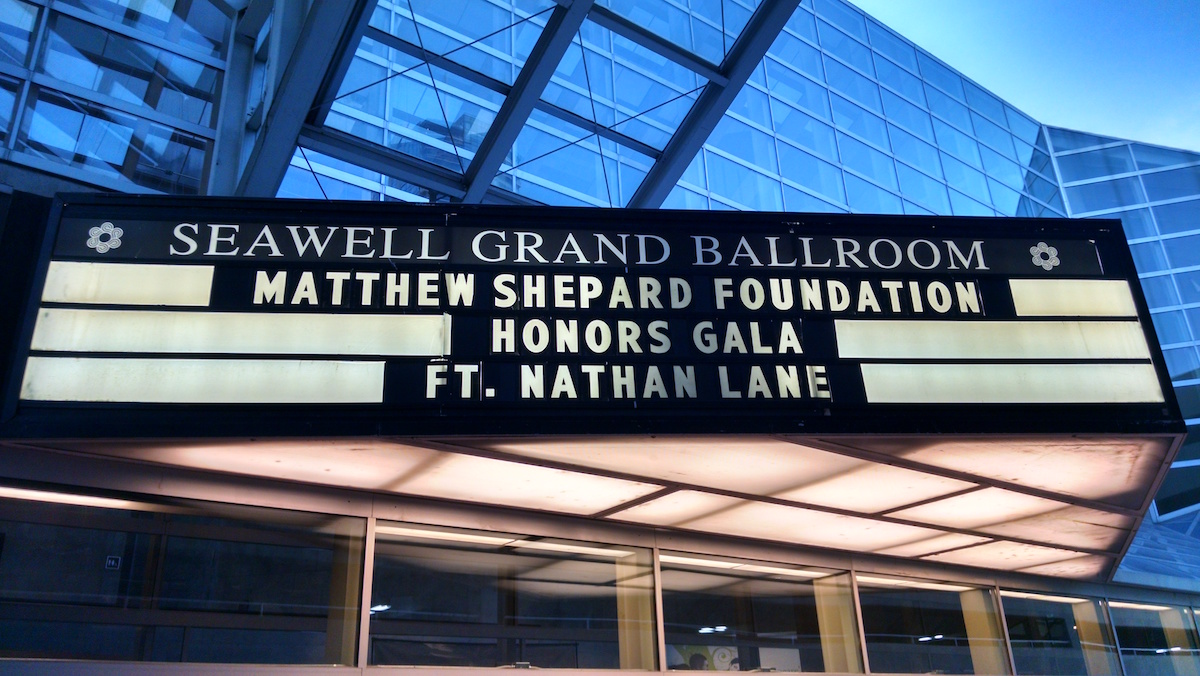 SEAWELL GRAND BALLROOM
MATTHEW SHEPARD FOUNDATION
HONORS GALA
FT. NATHAN LANE